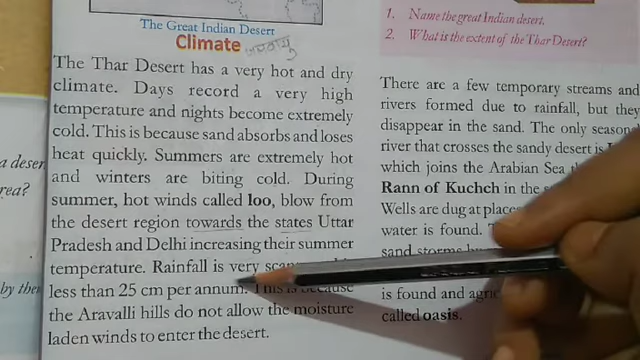 The Great Indian Desert
Climate जलवायु
The Thar Desert has a very hot and dry
climate. Days record a very high
temperature and nights become extremely
cold. This is because sand absorbs and loses
heat quickly. Summers are extremely hot
and winters are biting cold. During
summer, hot winds called loo, blow from
the desert region towards the states Uttar
Pradesh and Delhi increasing their summer
temperature. Rainfall is very
less than 25 cm per annum. This is because
the Aravalli hills do not allow the moisture
laden winds to enter the desert.
1. Name the great Indian desert.
2. What is the extent of the Thar Desert?
There are a few temporary streams and
rivers formed due to rainfall, but they
disappear in the sand. The only
river that crosses the sandy desert is
which joins the Arabian Sea
Rann of Kuchch in the
Wells are dug at
water is found.
sand storms
is found and
called oasis.
rea?
by the